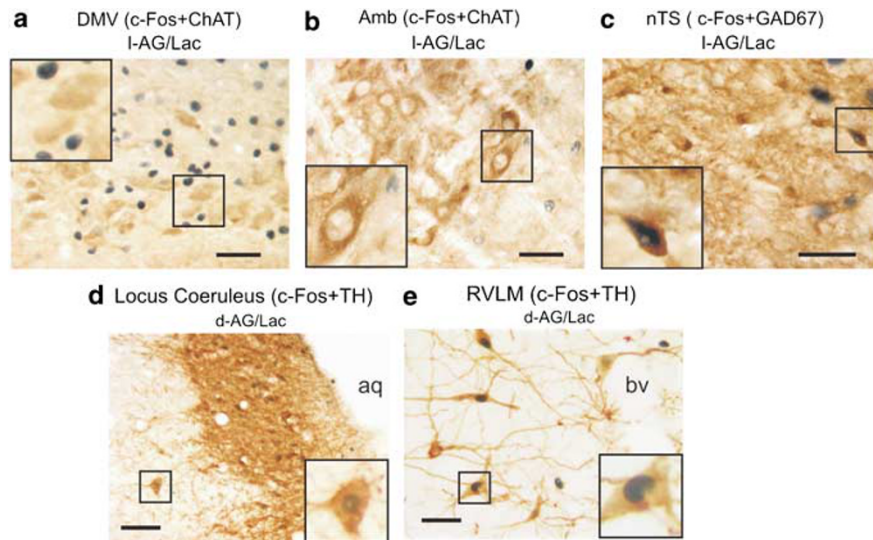 a DMV (c-Fos+ChAT)
l-AG/Lac
b Amb (c-Fos+ChAT)
l-AG/Lac
c nTS ( c-Fos+GAD67)
l-AG/Lac
d Locus Coeruleus (c-Fos+TH)
d-AG/Lac
aq
e RVLM (c-Fos+TH)
d-AG/Lac
bv